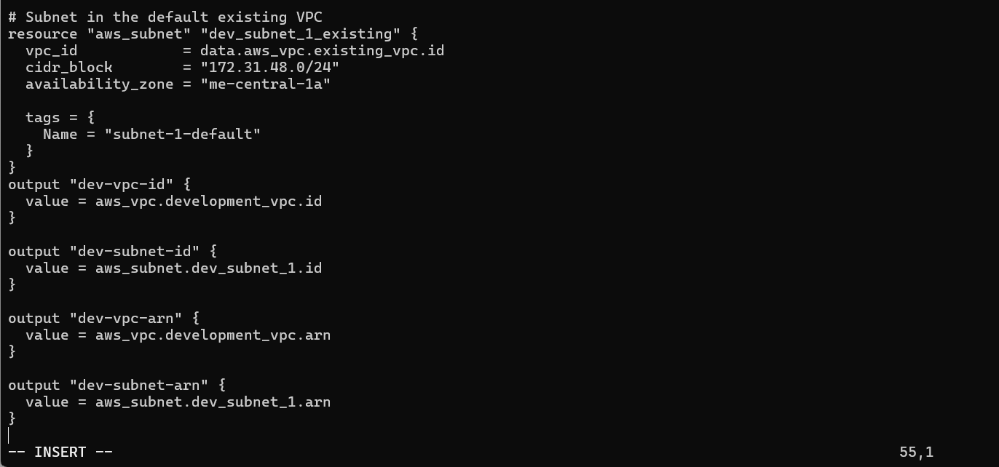 # Subnet in the default existing VPC
resource "aws_subnet" "dev_subnet_1_existing" {
  vpc_id            = data.aws_vpc.existing_vpc.id
  cidr_block        = "172.31.48.0/24"
  availability_zone = "me-central-1a"

  tags = {
    Name = "subnet-1-default"
  }
}
output "dev-vpc-id" {
  value = aws_vpc.development_vpc.id
}

output "dev-subnet-id" {
  value = aws_subnet.dev_subnet_1.id
}

output "dev-vpc-arn" {
  value = aws_vpc.development_vpc.arn
}

output "dev-subnet-arn" {
  value = aws_subnet.dev_subnet_1.arn
}

-- INSERT -- 55,1